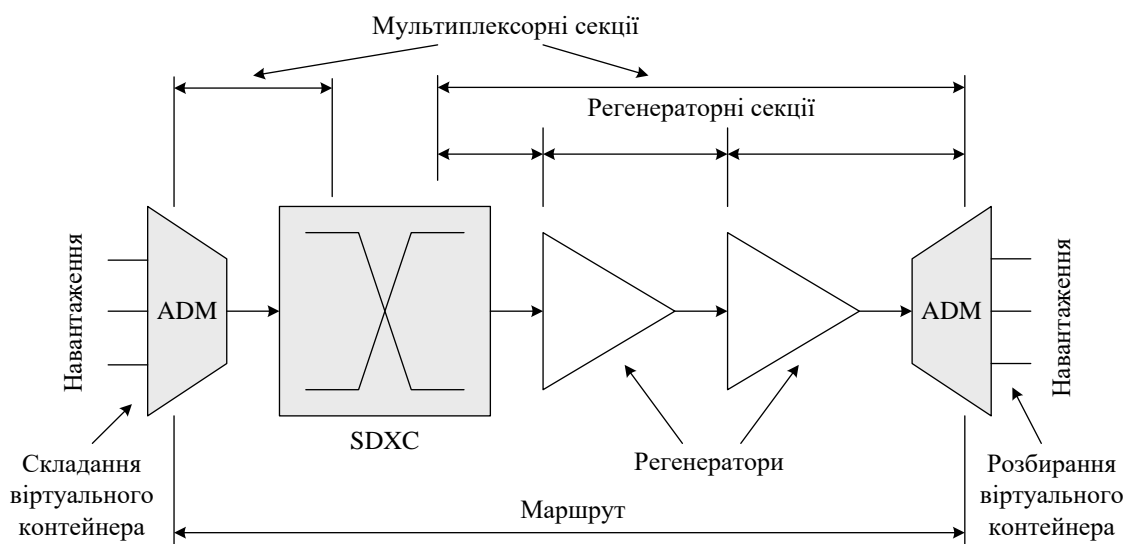 Мультиплексорні секції
Регенераторні секції
Навантаження
ADM
ADM
Навантаження
SDXC
Складання
віртуального
контейнера
Регенератори
Розбирання
віртуального
контейнера
Маршрут